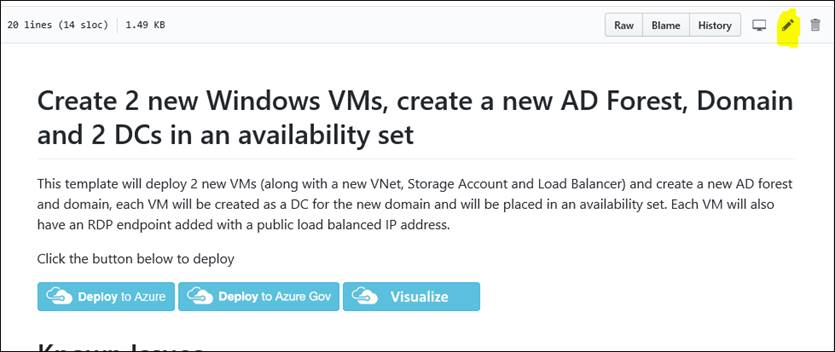 20 lines (14 sloc) 1.49 KB
Raw Blame History
Create 2 new Windows VMs, create a new AD Forest, Domain
and 2 DCs in an availability set
This template will deploy 2 new VMs (along with a new VNet, Storage Account and Load Balancer) and create a new AD forest
and domain, each VM will be created as a DC for the new domain and will be placed in an availability set. Each VM will also
have an RDP endpoint added with a public load balanced IP address.
Click the button below to deploy
Deploy to Azure Deploy to Azure Gov Visualize
Known Issues